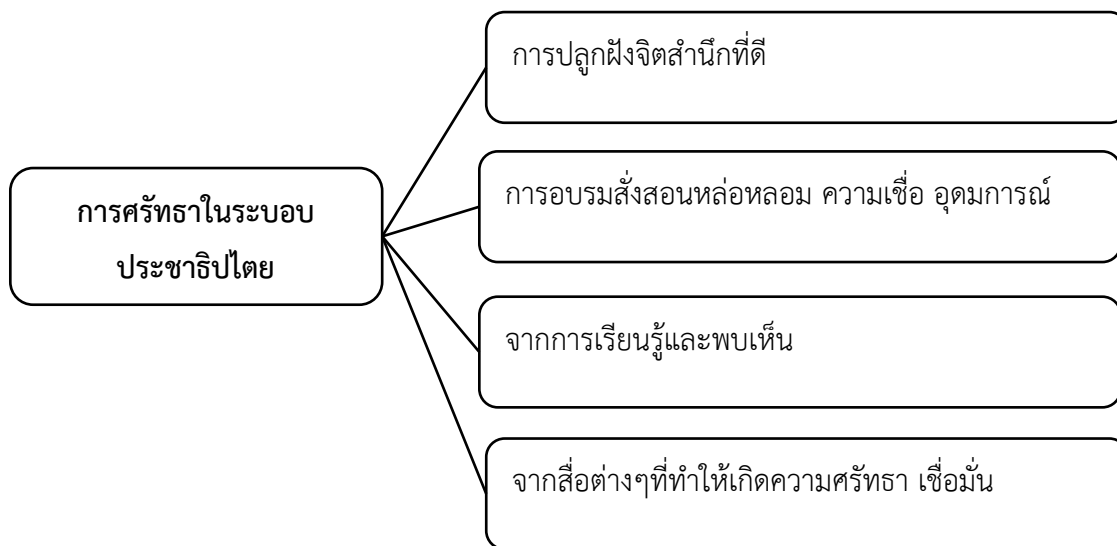 การปลูกฝังจิตสำนึกที่ดี
การอบรมสั่งสอนหล่อหลอม ความเชื่อ อุดมการณ์
การศรัทธาในระบอบ
ประชาธิปไตย
จากการเรียนรู้และพบเห็น
จากสื่อต่างๆที่ทำให้เกิดความศรัทธา เชื่อมั่น